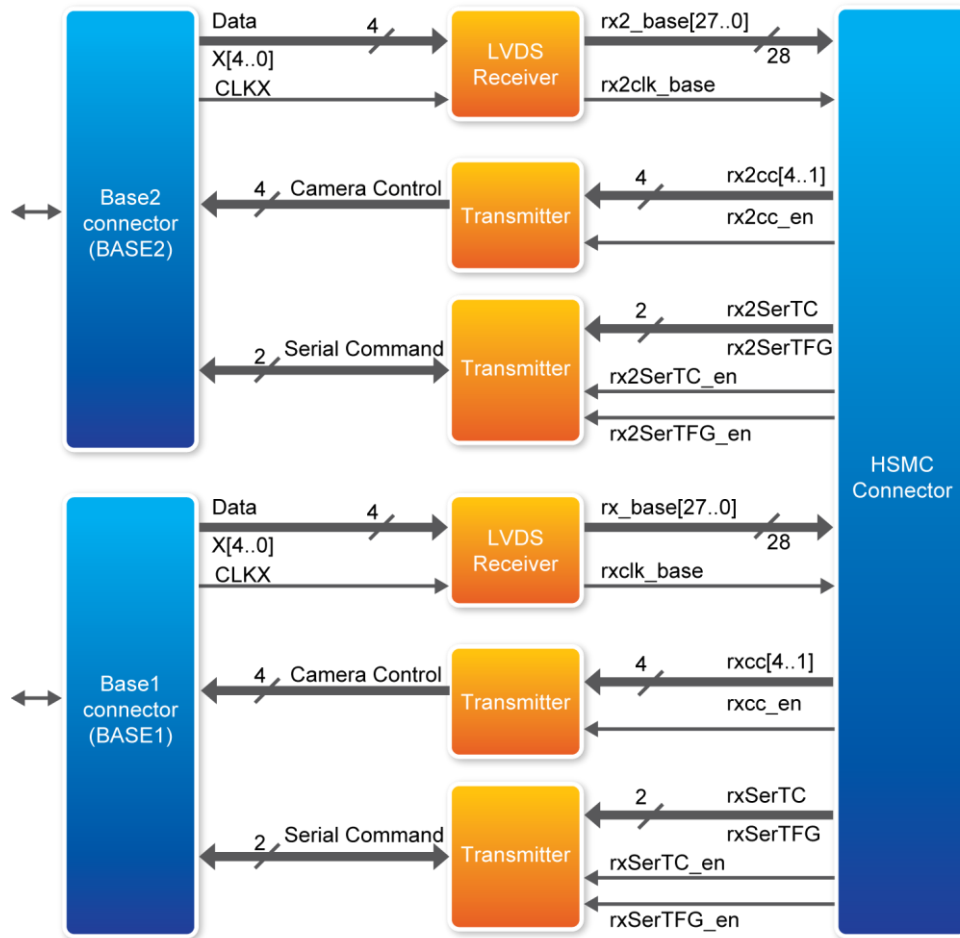 Data
4
X[4..0]
CLKX
LVDS
Receiver
rx2_base[27..0]
28
rx2clk_base
Base2
connector
(BASE2)
4
Camera Control
Transmitter
4
rx2cc[4..1]
rx2cc_en
2
Serial Command
Transmitter
2
rx2SerTC
rx2SerTFG
rx2SerTC_en
rx2SerTFG_en
HSMC
Connector
Data
4
X[4..0]
CLKX
LVDS
Receiver
rx_base[27..0]
28
rxclk_base
Base1
connector
(BASE1)
4
Camera Control
Transmitter
4
rxcc[4..1]
rxcc_en
2
Serial Command
Transmitter
2
rxSerTC
rxSerTFG
rxSerTC_en
rxSerTFG_en